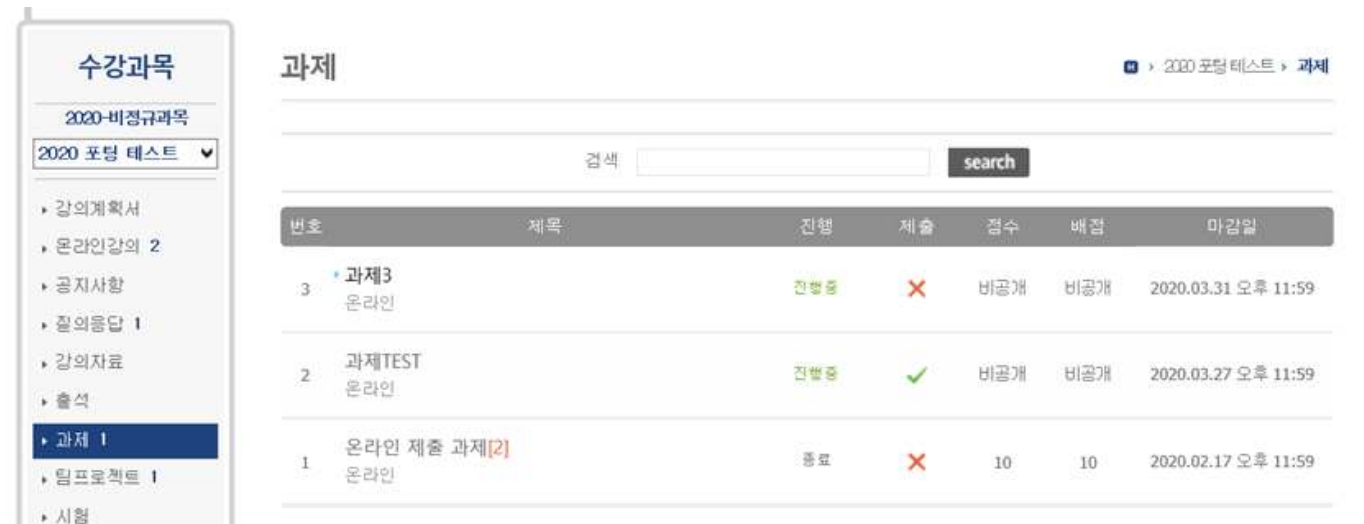 수강과목
2020-비정규과목
2020 포팅 테스트
강의계획서
온라인강의 2
공지사항
질의응답 1
강의자료
출석
과제 1
팀프로젝트 1
시험
과제
H › 2020 포팅 테스트 › 과제
검색 search
번호 제목 진행 제출 점수 배점 마감일
3 과제3 진행중 비공개 비공개 2020.03.31 오후 11:59
온라인
2 과제TEST 진행중 비공개 비공개 2020.03.27 오후 11:59
온라인
1 온라인 제출 과제[2] 종료 10 10 2020.02.17 오후 11:59
온라인